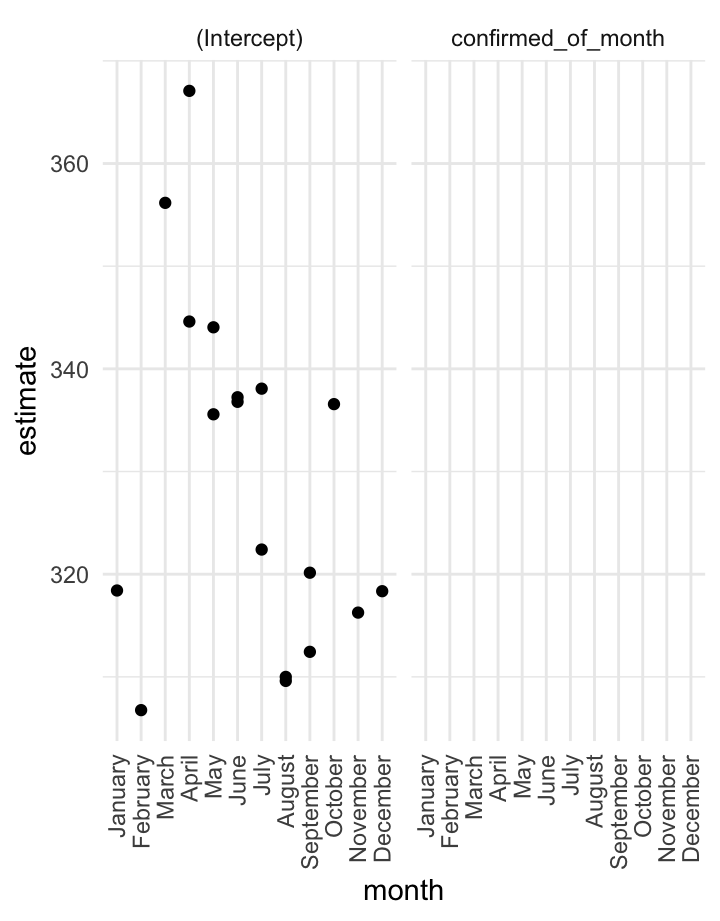 (Intercept) confirmed_of_month
360
340
320
estimate
January February March April May June July August September October November December January February March April May June July August September October November December
month